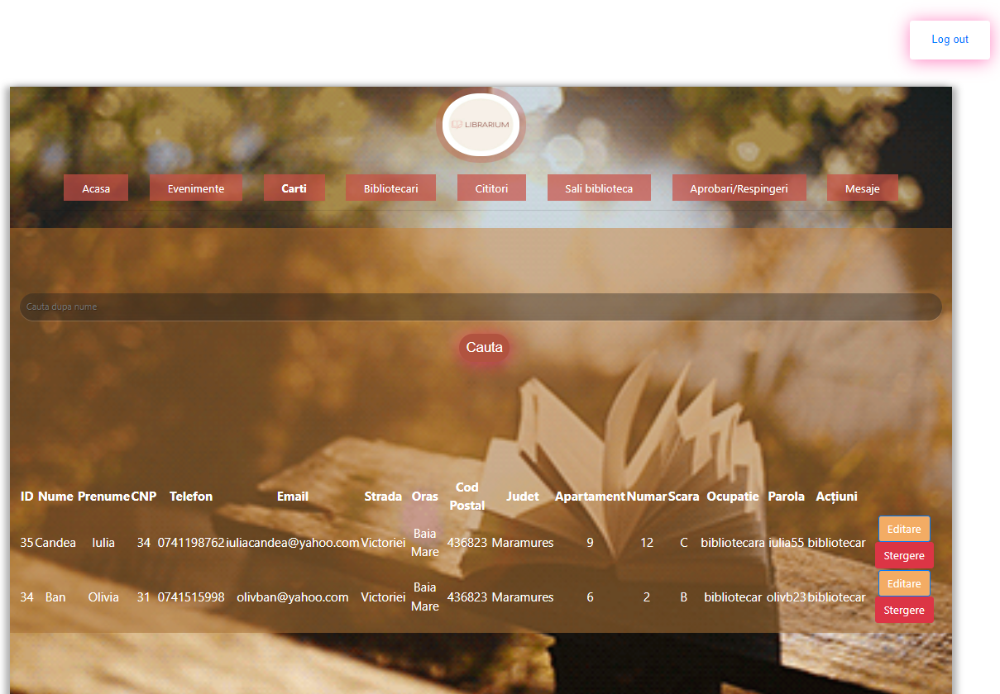 Log out
LIBRARIUM
Acasa Evenimente Carti Bibliotecari Cititori Sali biblioteca Aprobari/Respingeri Mesaje
Cauta dupa nume
Cauta
ID Nume Prenume CNP Telefon Email Strada Oras Cod Postal Judet Apartament Numar Scara Ocupatie Parola Acțiuni
35 Candea Iulia 34 0741198762 iuliacandea@yahoo.com Victoriei Baia Mare 436823 Maramures 9 12 C bibliotecara iulia55 bibliotecar Editare
Stergere
34 Ban Olivia 31 0741515998 olivban@yahoo.com Victoriei Baia Mare 436823 Maramures 6 2 B bibliotecar olivb23 bibliotecar Editare
Stergere